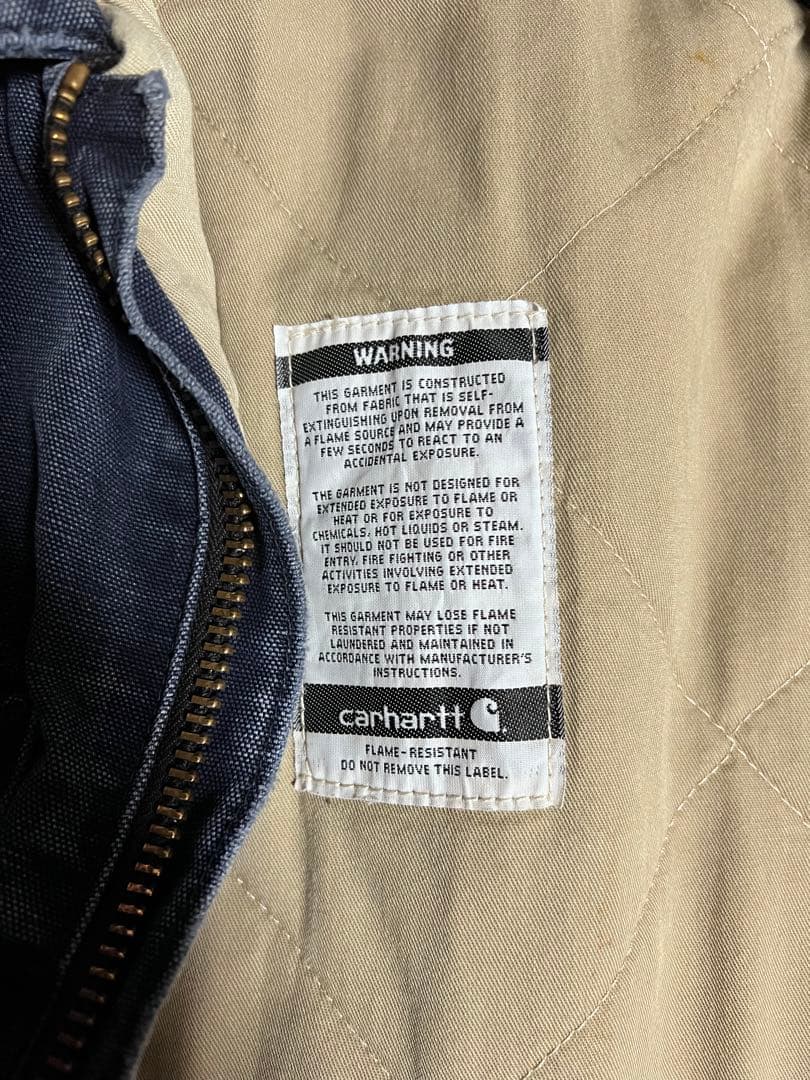 WARNING
THIS GARMENT IS CONSTRUCTED
FROM FABRIC THAT IS SELF-
EXTINGUISHING UPON REMOVAL FROM
A FLAME SOURCE AND MAY PROVIDE A
FEW SECONDS TO REACT TO AN
ACCIDENTAL EXPOSURE.
THE GARMENT IS NOT DESIGNED FOR
EXTENDED EXPOSURE TO FLAME OR
HEAT OR FOR EXPOSURE TO
CHEMICALS, HOT LIQUIDS OR STEAM.
IT SHOULD NOT BE USED FOR FIRE
ENTRY, FIRE FIGHTING OR OTHER
ACTIVITIES INVOLVING EXTENDED
EXPOSURE TO FLAME OR HEAT.
THIS GARMENT MAY LOSE FLAME
RESISTANT PROPERTIES IF NOT
LAUNDERED AND MAINTAINED IN
ACCORDANCE WITH MANUFACTURER'S
INSTRUCTIONS.
carhartt
FLAME-RESISTANT
DO NOT REMOVE THIS LABEL.